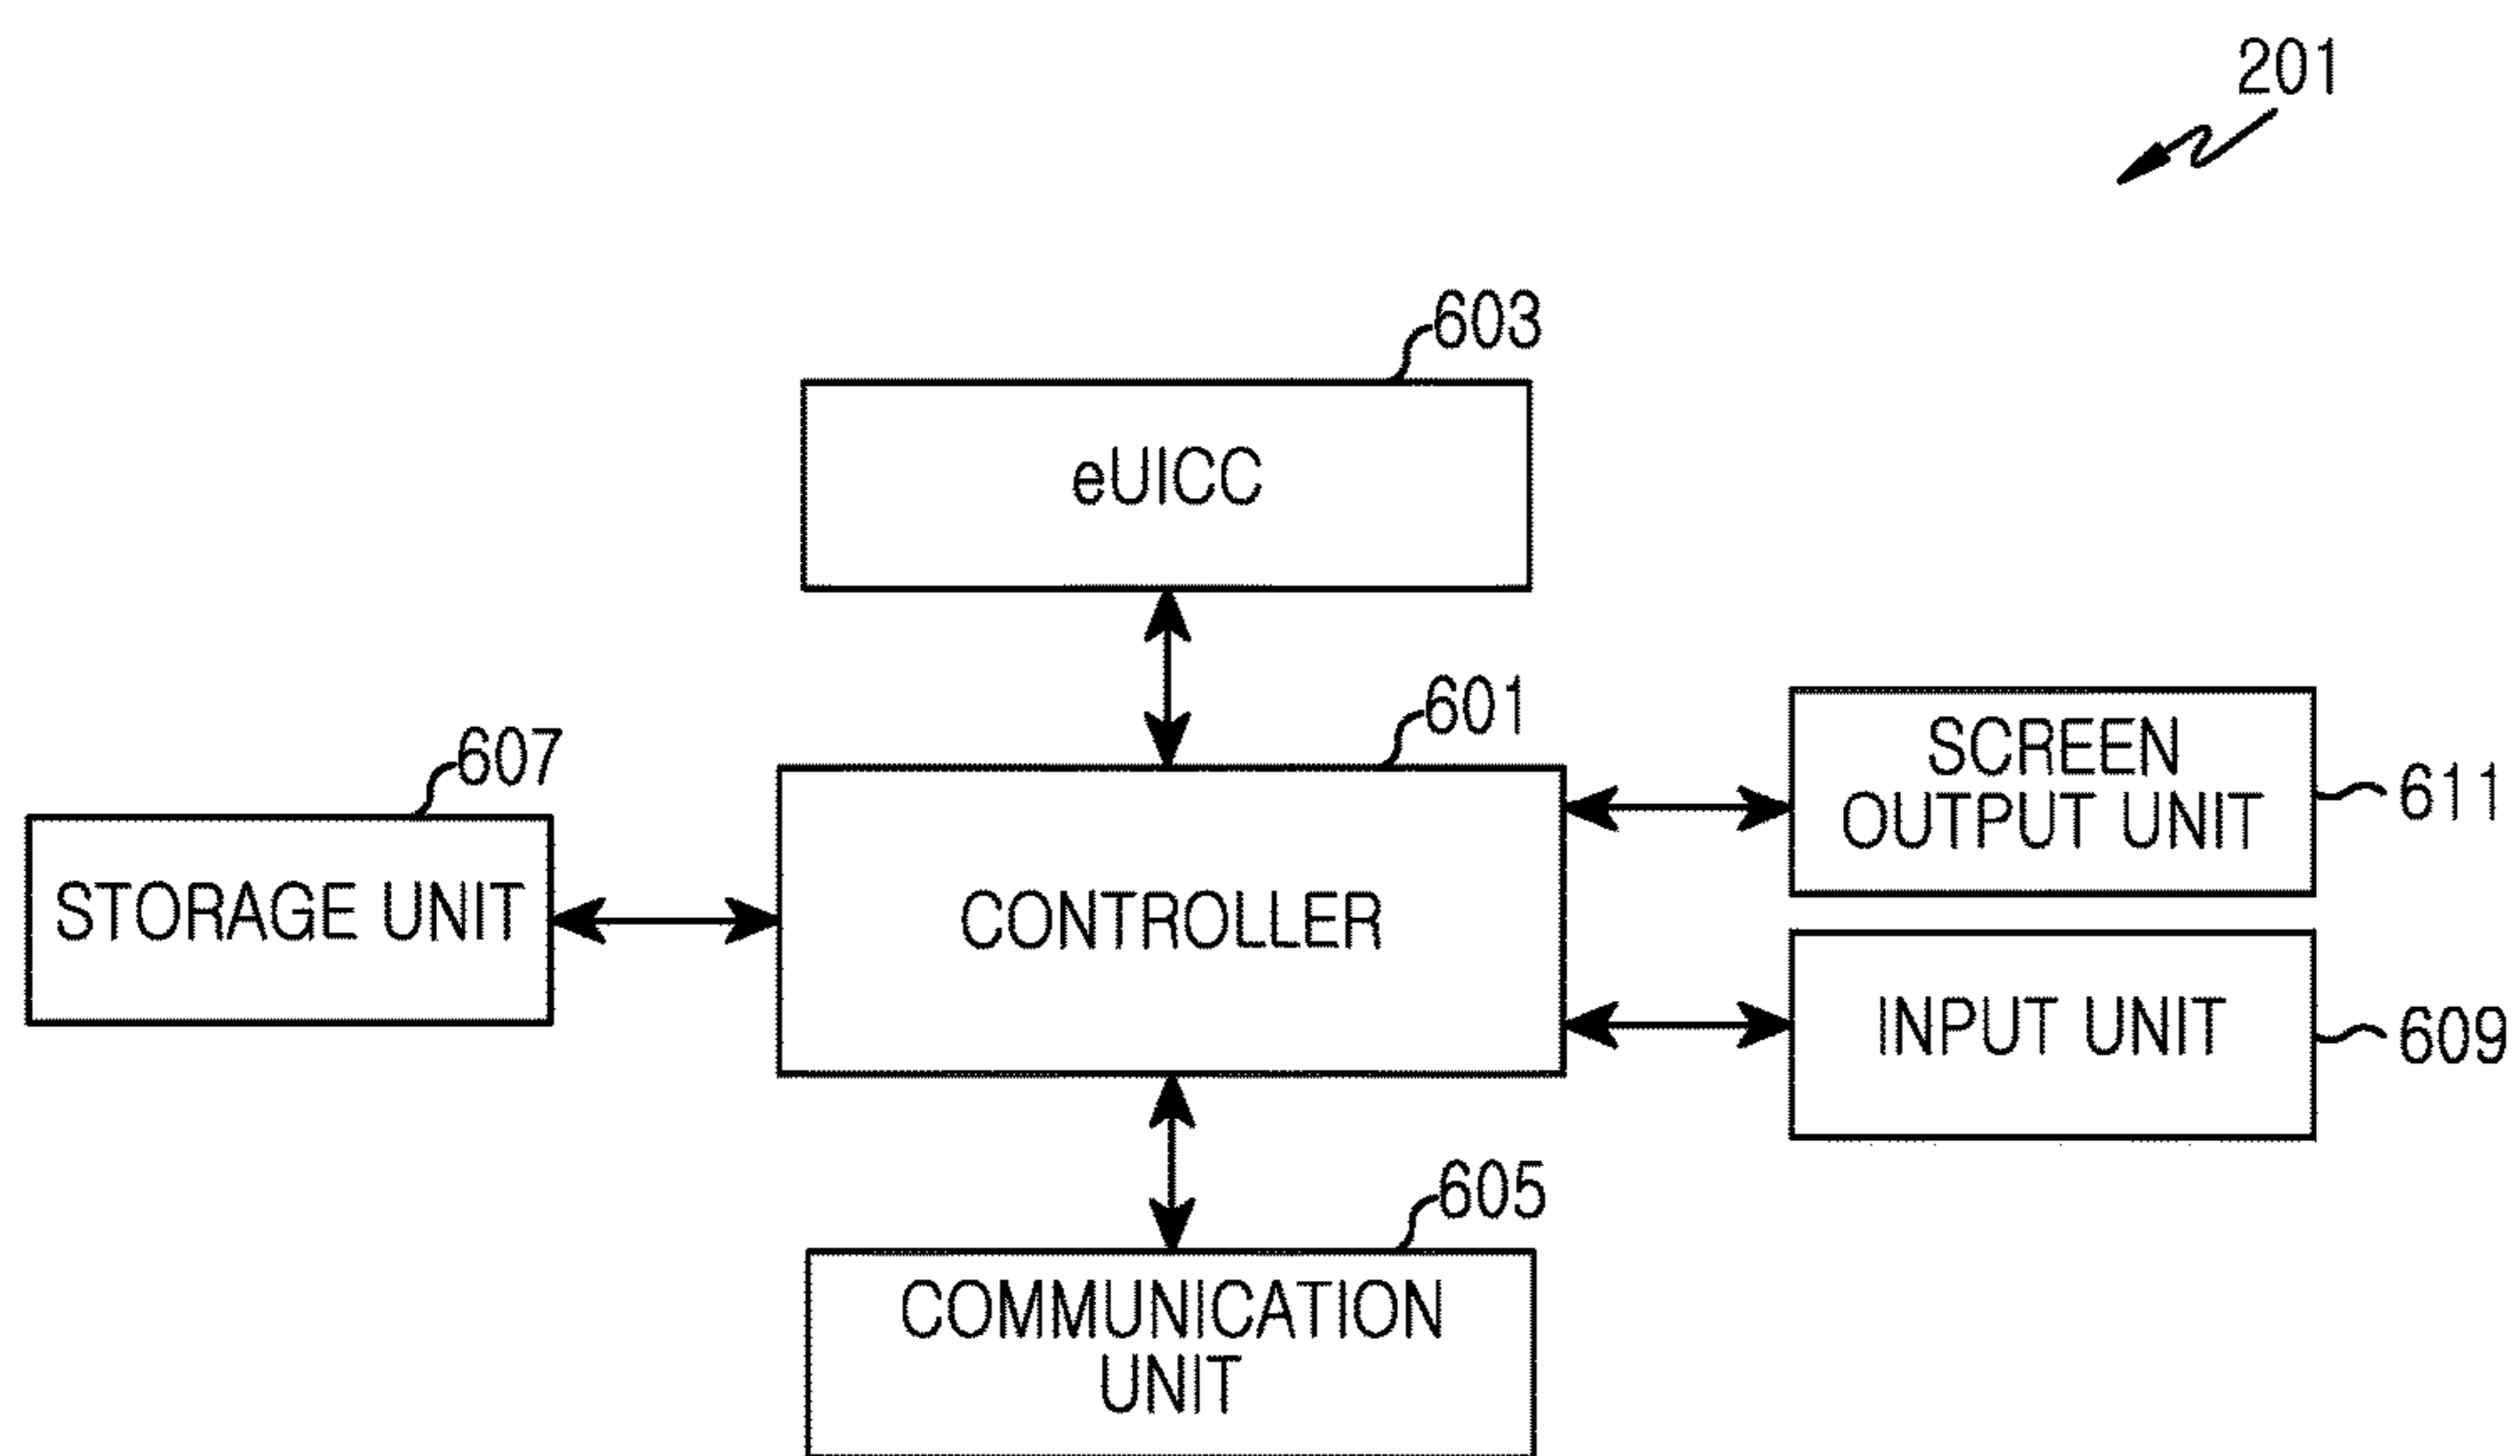 201
603
eUICC
601
607
SCREEN
OUTPUT UNIT
611
STORAGE UNIT
CONTROLLER
INPUT UNIT
609
605
COMMUNICATION
UNIT